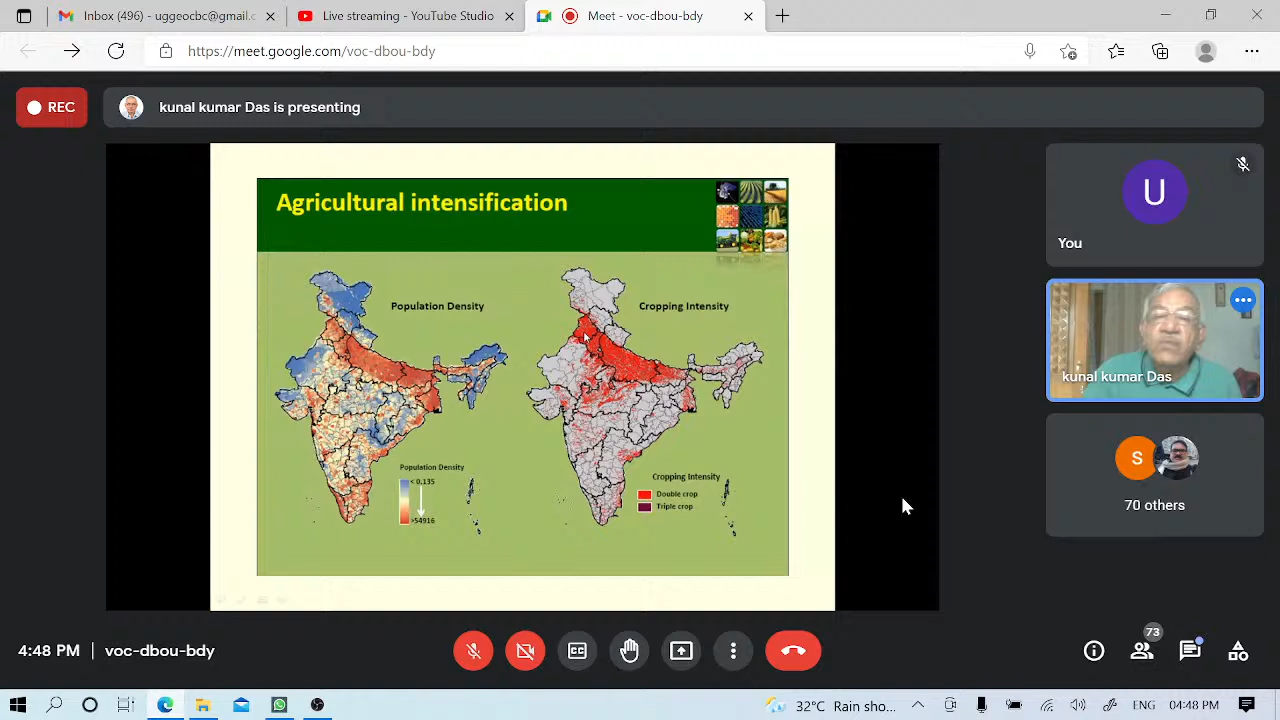 Inbox (496) - uggmtt@gmail.co
YouTube Studio
Meet - voc-dbou-bdy
https://meet.google.com/voc-dbou-bdy
REC
kunal kumar Das is presenting
Agricultural intensification
Population Density
Cropping Intensity
Population Density
< 0.135
>54916
Cropping Intensity
Double crop
Triple crop
U
You
kunal kumar Das
S
70 others
4:48 PM
voc-dbou-bdy
73
32°C Rain sho...
ENG
04:48 PM